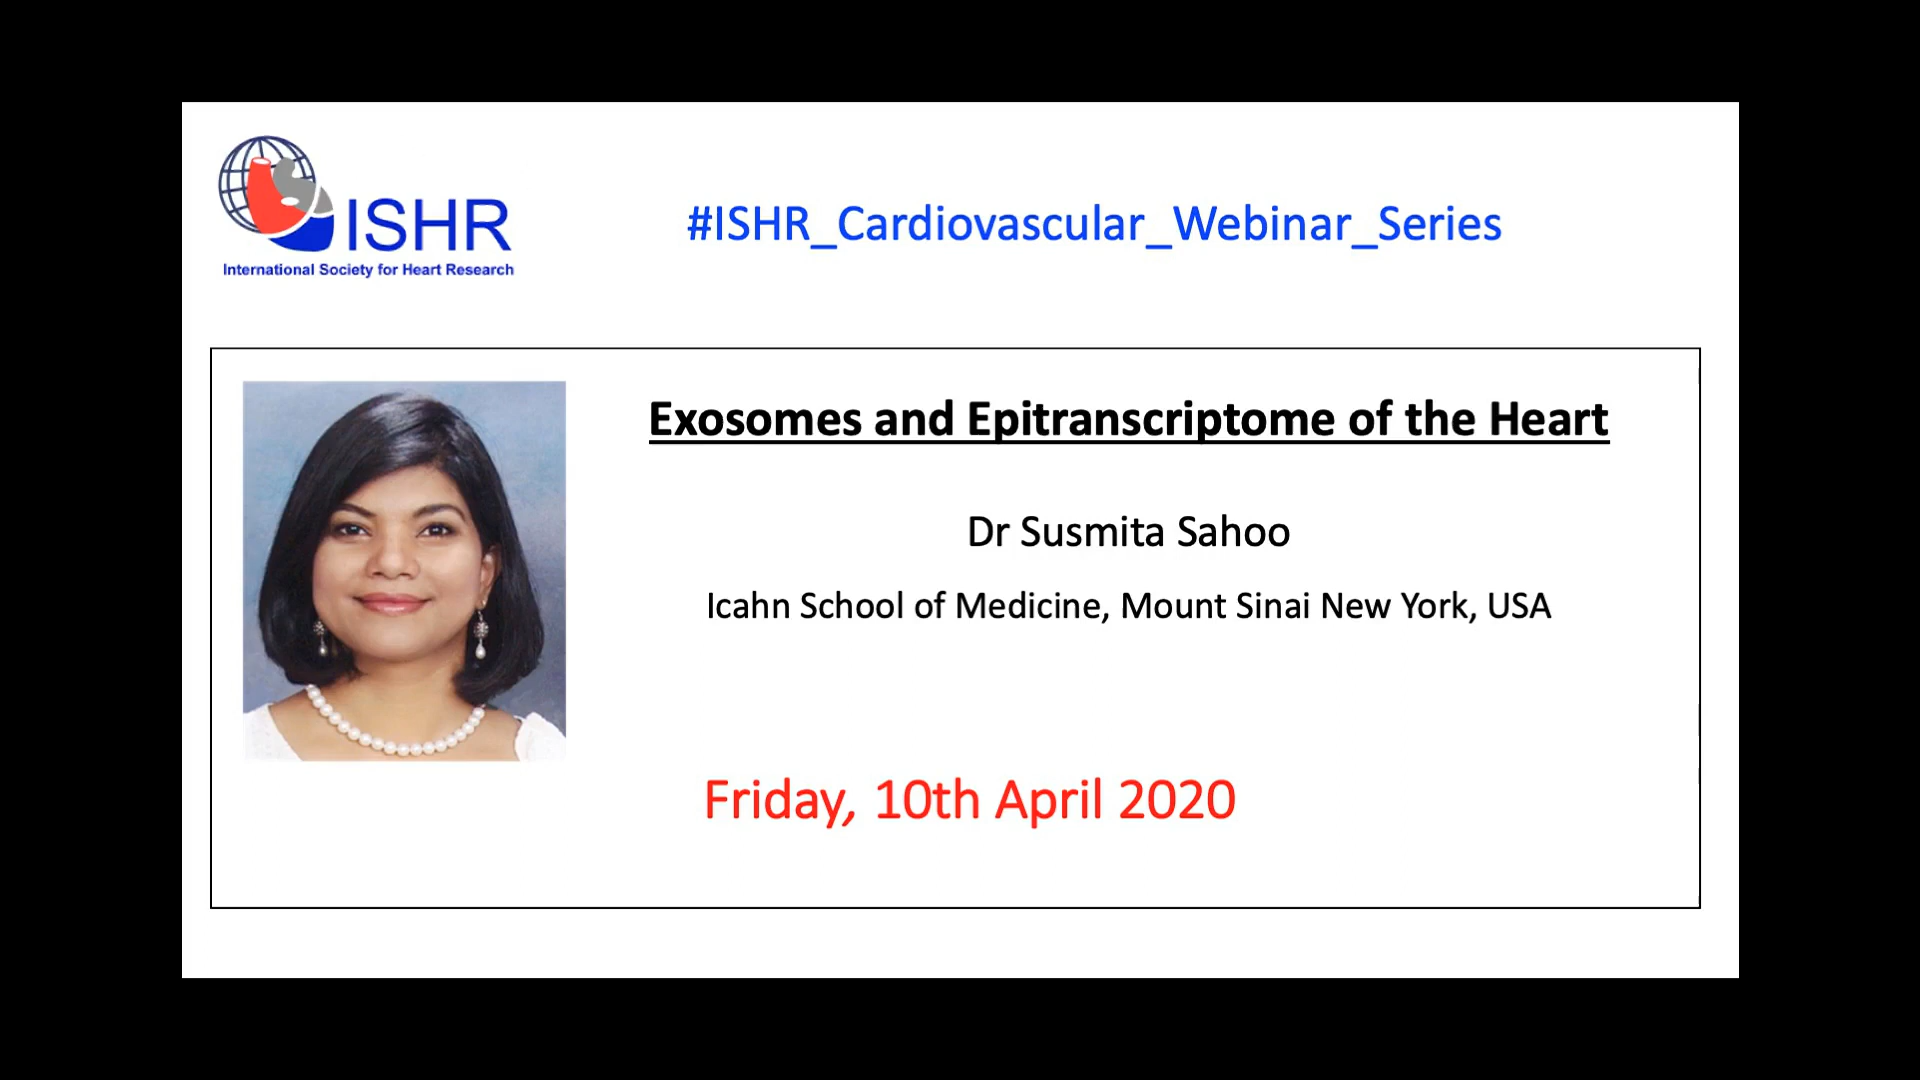 ISHR
International Society for Heart Research
#ISHR_Cardiovascular_Webinar_Series
Exosomes and Epitranscriptome of the Heart
Dr Susmita Sahoo
Icahn School of Medicine, Mount Sinai New York, USA
Friday, 10th April 2020